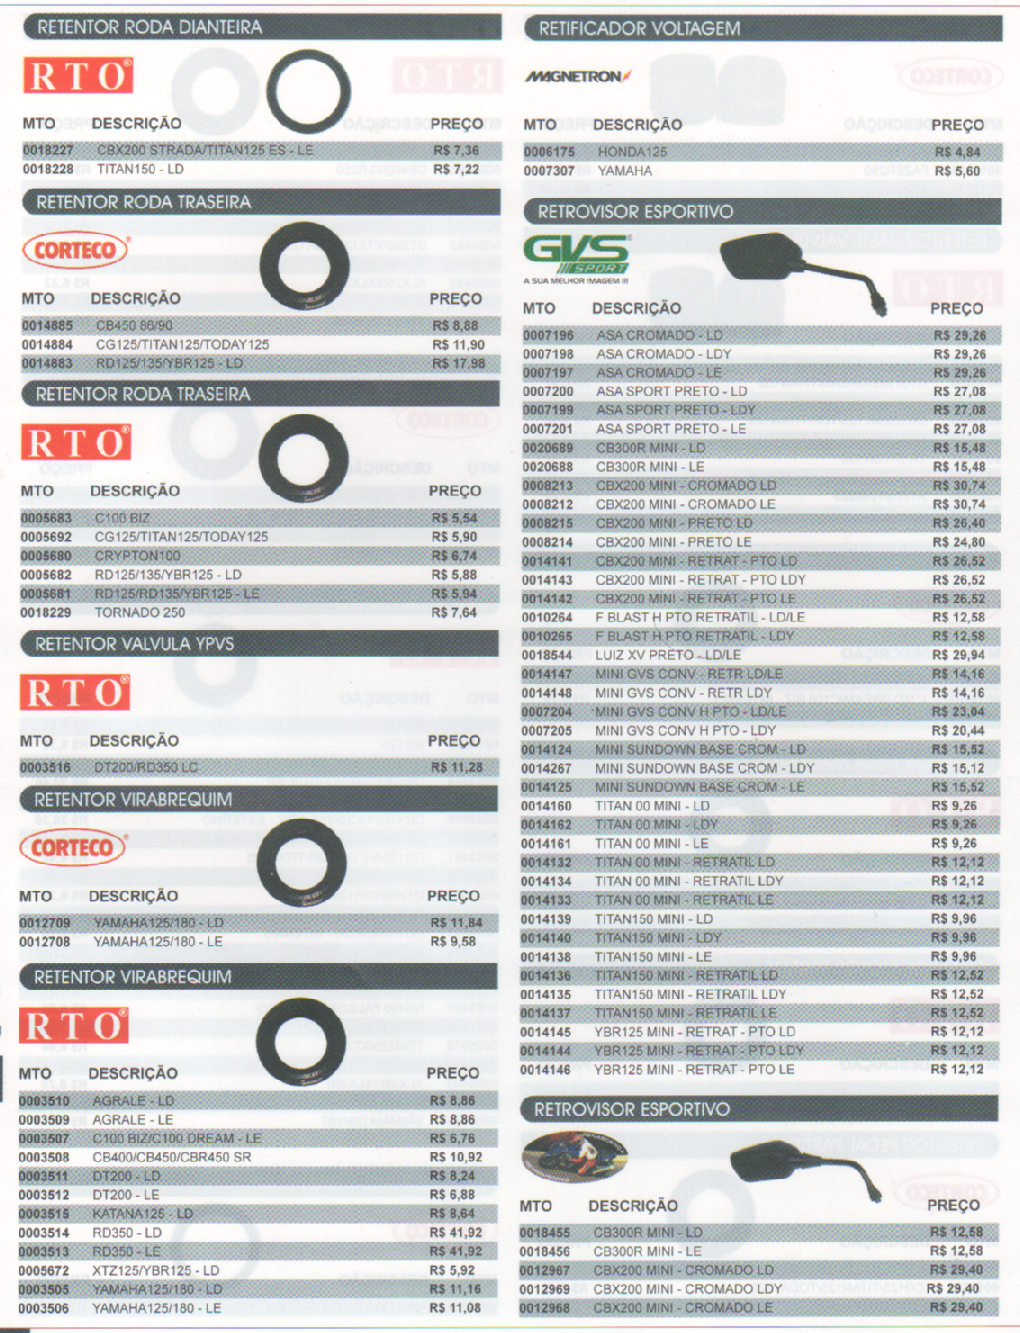 RETENTOR RODA DIANTEIRA
RTO®
MTO DESCRIÇÃO PREÇO
0018227 CBX200 STRADA/TITAN125 ES - LE R$ 7,36
0018228 TITAN150 - LD R$ 7,22
RETENTOR RODA TRASEIRA
CORTECO®
MTO DESCRIÇÃO PREÇO
0014885 CB450 86/90 R$ 8,88
0014884 CG125/TITAN125/TODAY125 R$ 11,90
0014883 RD125/135/YBR125 - LD R$ 17,98
RETENTOR RODA TRASEIRA
RTO®
MTO DESCRIÇÃO PREÇO
0005683 C100 BIZ R$ 5,54
0005692 CG125/TITAN125/TODAY125 R$ 5,90
0005680 CRYPTON100 R$ 6,74
0005682 RD125/135/YBR125 - LD R$ 5,88
0005681 RD125/RD135/YBR125 - LE R$ 5,94
0018229 TORNADO 250 R$ 7,64
RETENTOR VALVULA YPVS
RTO®
MTO DESCRIÇÃO PREÇO
0003516 DT200/RD350 LC R$ 11,28
RETENTOR VIRABREQUIM
CORTECO®
MTO DESCRIÇÃO PREÇO
0012709 YAMAHA125/180 - LD R$ 11,84
0012708 YAMAHA125/180 - LE R$ 9,58
RETENTOR VIRABREQUIM
RTO®
MTO DESCRIÇÃO PREÇO
0003510 AGRALE - LD R$ 8,86
0003509 AGRALE - LE R$ 8,86
0003507 C100 BIZ/C100 DREAM - LE R$ 6,76
0003508 CB400/CB450/CBR450 SR R$ 10,92
0003511 DT200 - LD R$ 8,24
0003512 DT200 - LE R$ 6,88
0003515 KATANA125 - LD R$ 8,64
0003514 RD350 - LD R$ 41,92
0003513 RD350 - LE R$ 41,92
0005672 XTZ125/YBR125 - LD R$ 5,92
0003505 YAMAHA125/180 - LD R$ 11,16
0003506 YAMAHA125/180 - LE R$ 11,08
RETIFICADOR VOLTAGEM
MAGNETRON
MTO DESCRIÇÃO PREÇO
0006175 HONDA125 R$ 4,84
0007307 YAMAHA R$ 5,60
RETROVISOR ESPORTIVO
GVS®
SPORT
A SUA MELHOR IMAGEM !!!
MTO DESCRIÇÃO PREÇO
0007196 ASA CROMADO - LD R$ 29,26
0007198 ASA CROMADO - LDY R$ 29,26
0007197 ASA CROMADO - LE R$ 29,26
0007200 ASA SPORT PRETO - LD R$ 27,08
0007199 ASA SPORT PRETO - LDY R$ 27,08
0007201 ASA SPORT PRETO - LE R$ 27,08
0020689 CB300R MINI - LD R$ 15,48
0020688 CB300R MINI - LE R$ 15,48
0008213 CBX200 MINI - CROMADO LD R$ 30,74
0008212 CBX200 MINI - CROMADO LE R$ 30,74
0008215 CBX200 MINI - PRETO LD R$ 26,40
0008214 CBX200 MINI - PRETO LE R$ 24,80
0014141 CBX200 MINI - RETRAT - PTO LD R$ 26,52
0014143 CBX200 MINI - RETRAT - PTO LDY R$ 26,52
0014142 CBX200 MINI - RETRAT - PTO LE R$ 26,52
0010264 F BLAST H PTO RETRATIL - LD/LE R$ 12,58
0010265 F BLAST H PTO RETRATIL - LDY R$ 12,58
0018544 LUIZ XV PRETO - LD/LE R$ 29,94
0014147 MINI GVS CONV - RETR LD/LE R$ 14,16
0014148 MINI GVS CONV - RETR LDY R$ 14,16
0007204 MINI GVS CONV H PTO - LD/LE R$ 23,04
0007205 MINI GVS CONV H PTO - LDY R$ 20,44
0014124 MINI SUNDOWN BASE CROM - LD R$ 15,52
0014267 MINI SUNDOWN BASE CROM - LDY R$ 15,12
0014125 MINI SUNDOWN BASE CROM - LE R$ 15,52
0014160 TITAN 00 MINI - LD R$ 9,26
0014162 TITAN 00 MINI - LDY R$ 9,26
0014161 TITAN 00 MINI - LE R$ 9,26
0014132 TITAN 00 MINI - RETRATIL LD R$ 12,12
0014134 TITAN 00 MINI - RETRATIL LDY R$ 12,12
0014133 TITAN 00 MINI - RETRATIL LE R$ 12,12
0014139 TITAN150 MINI - LD R$ 9,96
0014140 TITAN150 MINI - LDY R$ 9,96
0014138 TITAN150 MINI - LE R$ 9,96
0014136 TITAN150 MINI - RETRATIL LD R$ 12,52
0014135 TITAN150 MINI - RETRATIL LDY R$ 12,52
0014137 TITAN150 MINI - RETRATIL LE R$ 12,52
0014145 YBR125 MINI - RETRAT - PTO LD R$ 12,12
0014144 YBR125 MINI - RETRAT - PTO LDY R$ 12,12
0014146 YBR125 MINI - RETRAT - PTO LE R$ 12,12
RETROVISOR ESPORTIVO
MTO DESCRIÇÃO PREÇO
0018455 CB300R MINI - LD R$ 12,58
0018456 CB300R MINI - LE R$ 12,58
0012967 CBX200 MINI - CROMADO LD R$ 29,40
0012969 CBX200 MINI - CROMADO LDY R$ 29,40
0012968 CBX200 MINI - CROMADO LE R$ 29,40